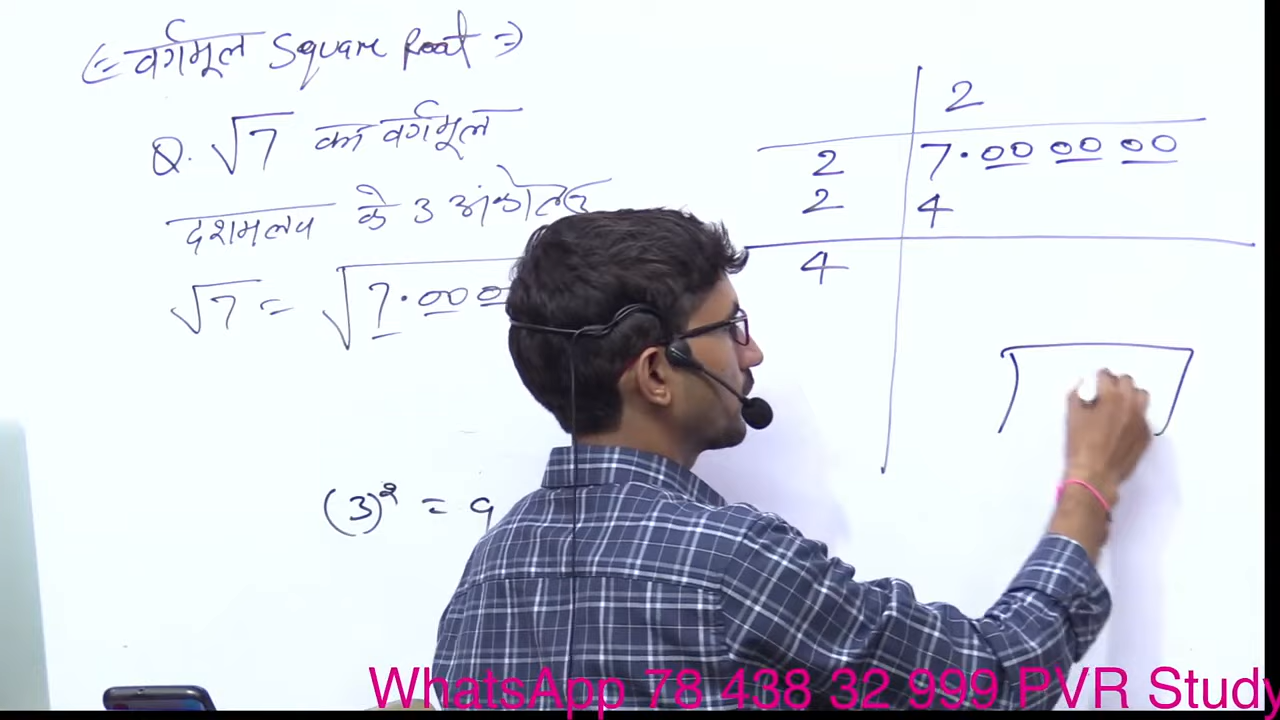 (= वर्गमूल Square Root =)
Q. √7 का वर्गमूल
दशमलव के 3 अंको तक
√7 = √7.00 0
(3)² = 9
2
2 7.00 00 00
2 4
4
WhatsApp 78 438 32 999 PVR Study